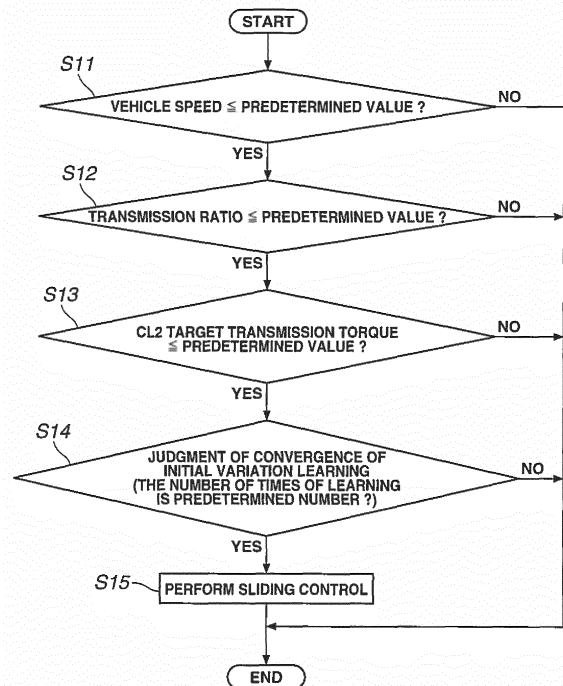 START
S11
VEHICLE SPEED ≦ PREDETERMINED VALUE ?
NO
YES
S12
TRANSMISSION RATIO ≦ PREDETERMINED VALUE ?
NO
YES
S13
CL2 TARGET TRANSMISSION TORQUE
≦ PREDETERMINED VALUE ?
NO
YES
S14
JUDGMENT OF CONVERGENCE OF
INITIAL VARIATION LEARNING
(THE NUMBER OF TIMES OF LEARNING
IS PREDETERMINED NUMBER ?)
NO
YES
S15
PERFORM SLIDING CONTROL
END